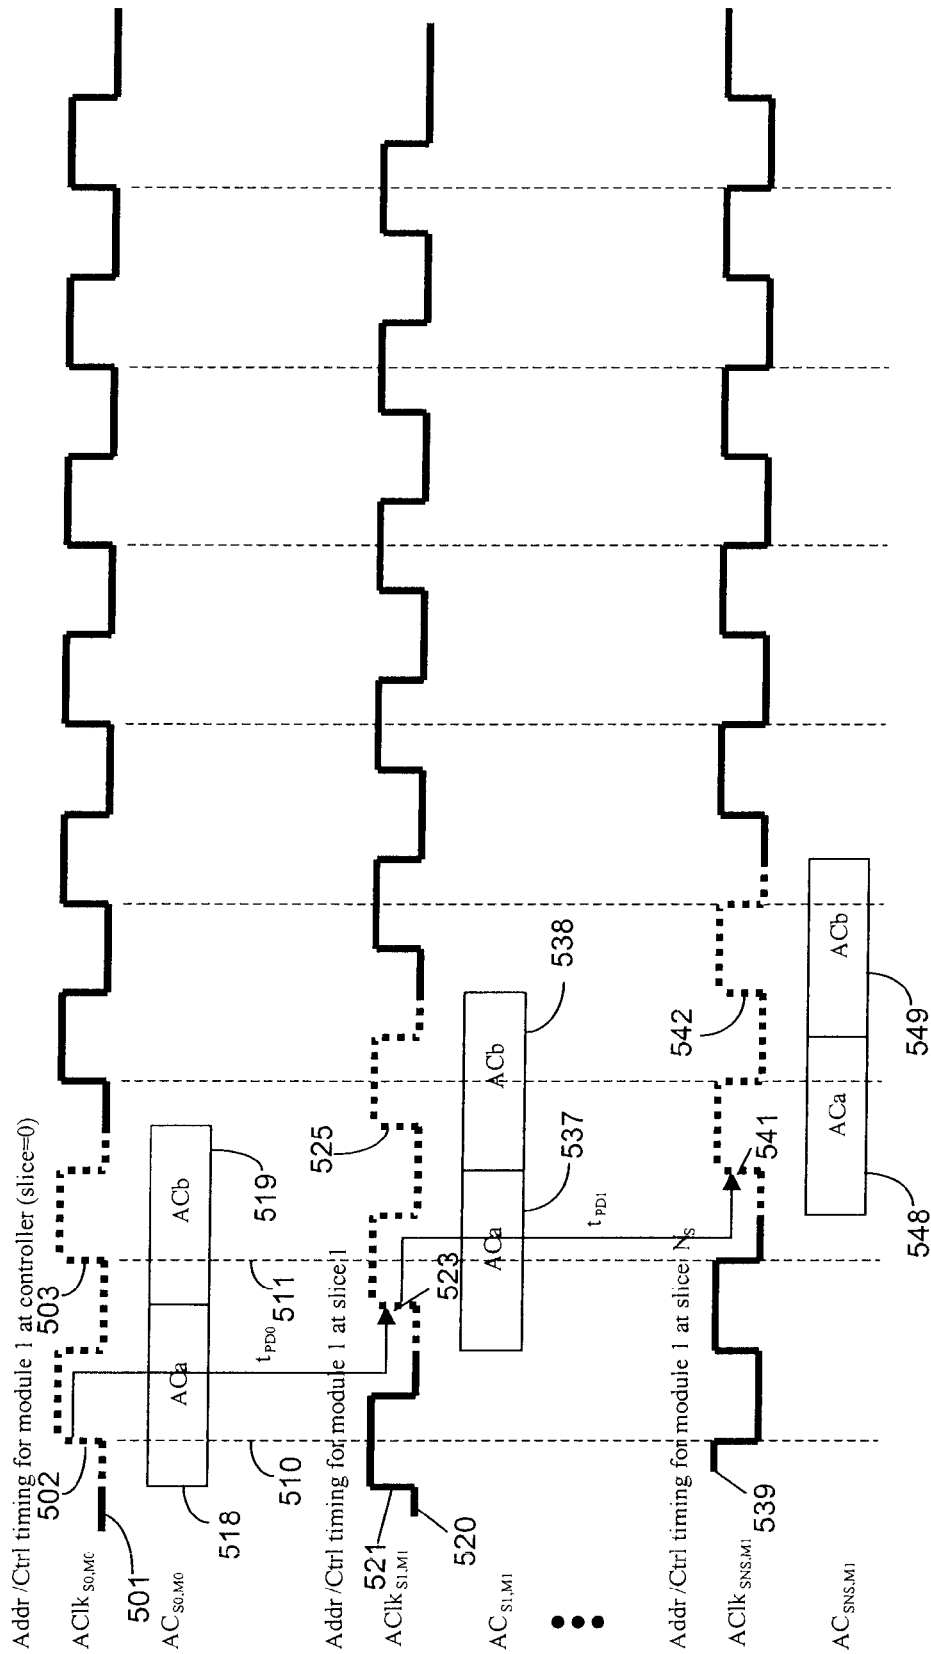 Addr /Ctrl timing for module 1 at controller (slice=0)
AClk S0,M0
501
502
503
AC S0,M0
518
ACa
ACb
519
510
511
tPD0
Addr /Ctrl timing for module 1 at slice 1
AClk S1,M1
521
520
523
525
AC S1,M1
ACa
ACb
537
538
tPD1
Addr /Ctrl timing for module 1 at slice NS
AClk SNS,M1
539
541
542
AC SNS,M1
ACa
ACb
548
549